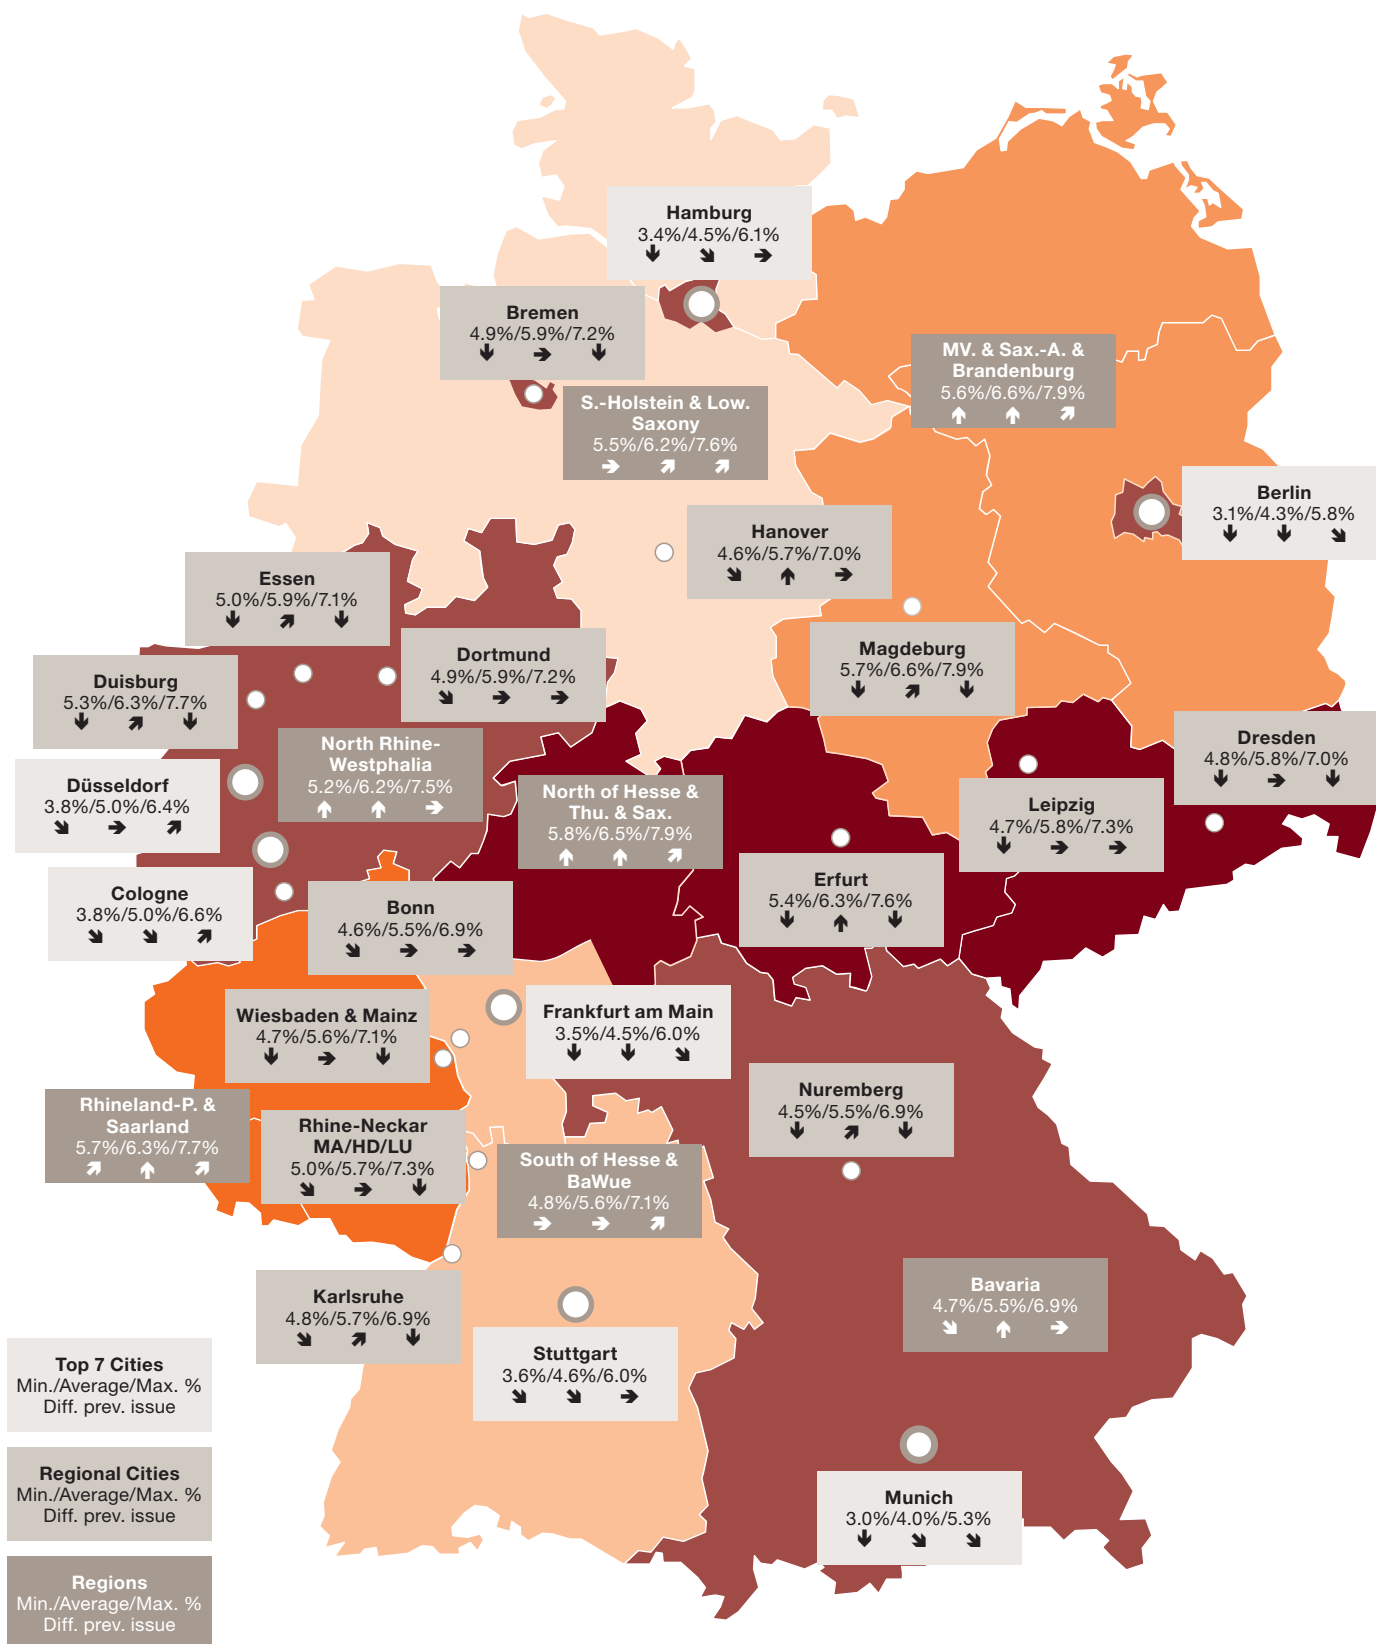 Hamburg
3.4%/4.5%/6.1%
Bremen
4.9%/5.9%/7.2%
MV. & Sax.-A. &
Brandenburg
5.6%/6.6%/7.9%
S.-Holstein & Low.
Saxony
5.5%/6.2%/7.6%
Berlin
3.1%/4.3%/5.8%
Hanover
4.6%/5.7%/7.0%
Essen
5.0%/5.9%/7.1%
Dortmund
4.9%/5.9%/7.2%
Magdeburg
5.7%/6.6%/7.9%
Duisburg
5.3%/6.3%/7.7%
North Rhine-
Westphalia
5.2%/6.2%/7.5%
Dresden
4.8%/5.8%/7.0%
Düsseldorf
3.8%/5.0%/6.4%
North of Hesse &
Thu. & Sax.
5.8%/6.5%/7.9%
Leipzig
4.7%/5.8%/7.3%
Cologne
3.8%/5.0%/6.6%
Bonn
4.6%/5.5%/6.9%
Erfurt
5.4%/6.3%/7.6%
Wiesbaden & Mainz
4.7%/5.6%/7.1%
Frankfurt am Main
3.5%/4.5%/6.0%
Nuremberg
4.5%/5.5%/6.9%
Rhineland-P. &
Saarland
5.7%/6.3%/7.7%
Rhine-Neckar
MA/HD/LU
5.0%/5.7%/7.3%
South of Hesse &
BaWue
4.8%/5.6%/7.1%
Karlsruhe
4.8%/5.7%/6.9%
Bavaria
4.7%/5.5%/6.9%
Stuttgart
3.6%/4.6%/6.0%
Munich
3.0%/4.0%/5.3%
Top 7 Cities
Min./Average/Max. %
Diff. prev. issue
Regional Cities
Min./Average/Max. %
Diff. prev. issue
Regions
Min./Average/Max. %
Diff. prev. issue